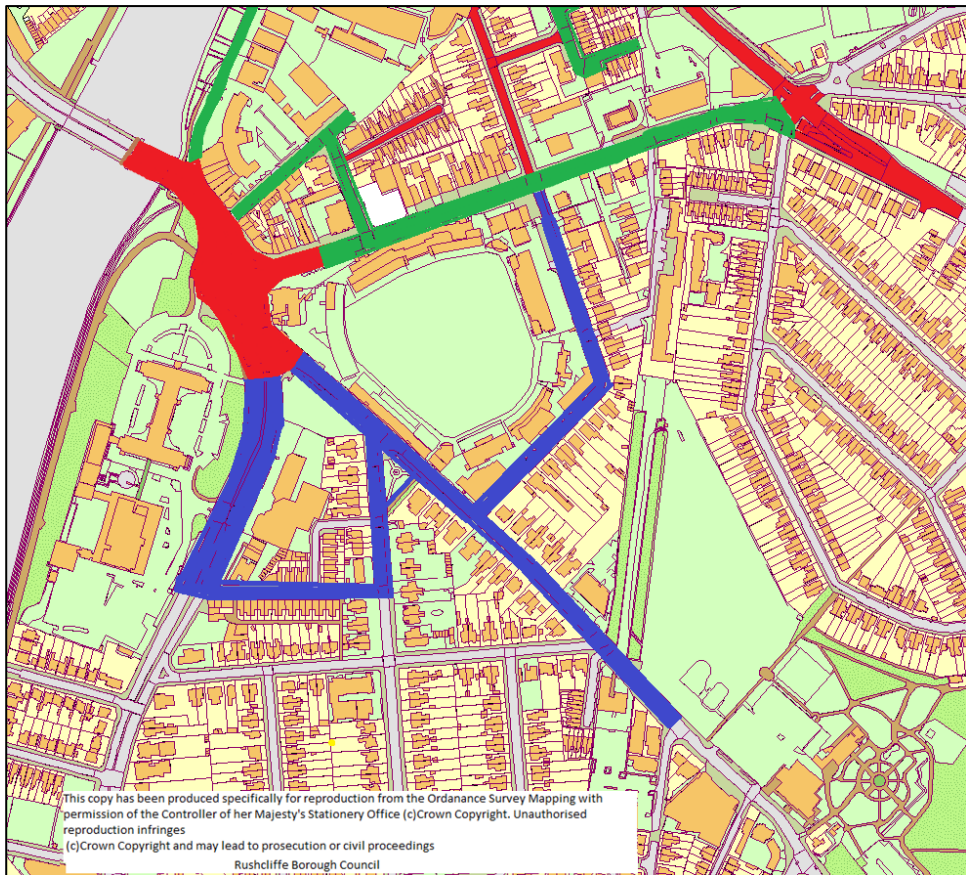 This copy has been produced specifically for reproduction from the Ordanance Survey Mapping with
permission of the Controller of her Majesty's Stationery Office (c)Crown Copyright. Unauthorised
reproduction infringes
(c)Crown Copyright and may lead to prosecution or civil proceedings
Rushcliffe Borough Council